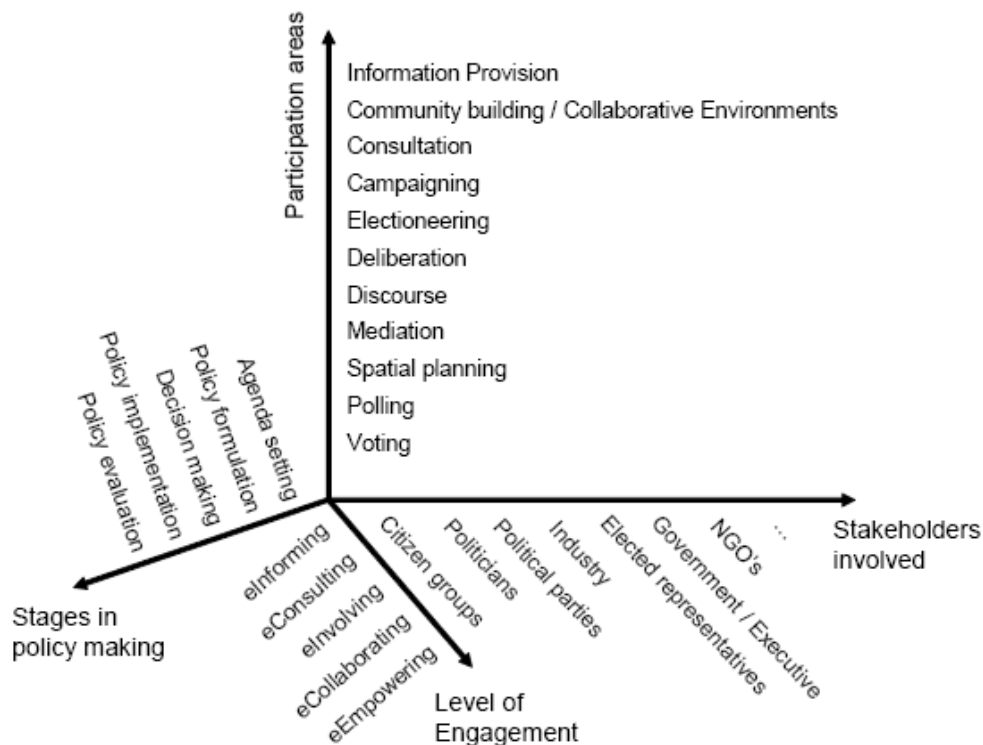 Participation areas
Information Provision
Community building / Collaborative Environments
Consultation
Campaigning
Electioneering
Deliberation
Discourse
Mediation
Spatial planning
Polling
Voting
Policy evaluation
Policy implementation
Decision making
Policy formulation
Agenda setting
Stages in
policy making
eInforming
eConsulting
eInvolving
eCollaborating
eEmpowering
Level of
Engagement
Citizen groups
Politicians
Political parties
Industry
Elected representatives
Government / Executive
NGO's
...
Stakeholders
involved